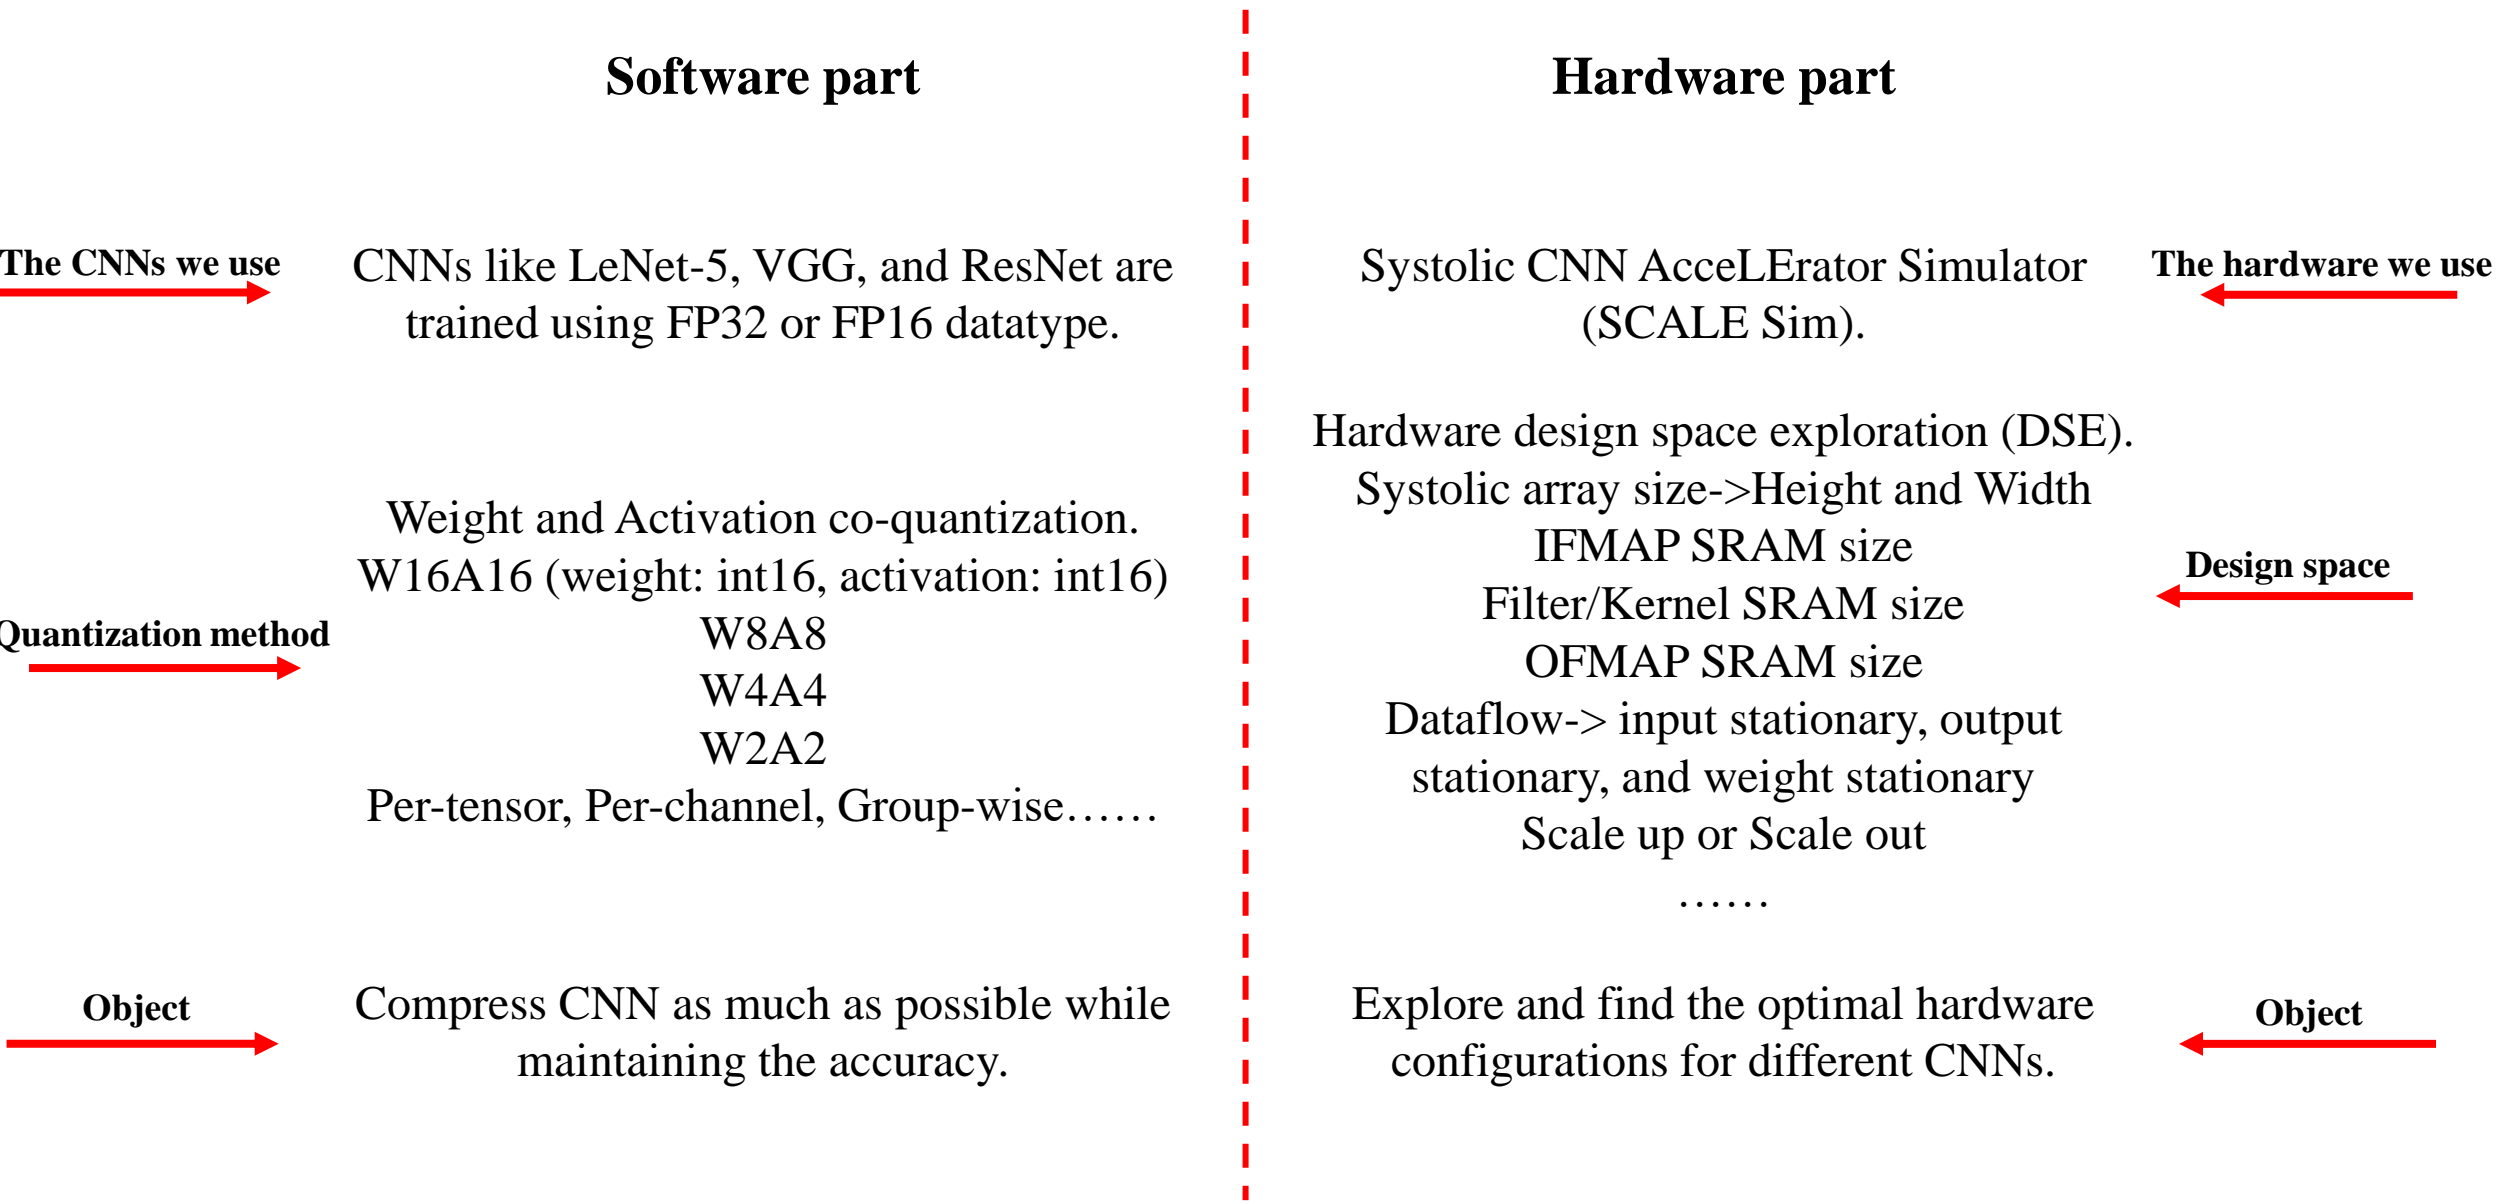 Software part
The CNNs we use
CNNs like LeNet-5, VGG, and ResNet are
trained using FP32 or FP16 datatype.
Quantization method
Weight and Activation co-quantization.
W16A16 (weight: int16, activation: int16)
W8A8
W4A4
W2A2
Per-tensor, Per-channel, Group-wise……
Object
Compress CNN as much as possible while
maintaining the accuracy.
Hardware part
Systolic CNN AcceLErator Simulator
(SCALE Sim).
The hardware we use
Hardware design space exploration (DSE).
Systolic array size->Height and Width
IFMAP SRAM size
Filter/Kernel SRAM size
OFMAP SRAM size
Dataflow-> input stationary, output
stationary, and weight stationary
Scale up or Scale out
……
Design space
Explore and find the optimal hardware
configurations for different CNNs.
Object